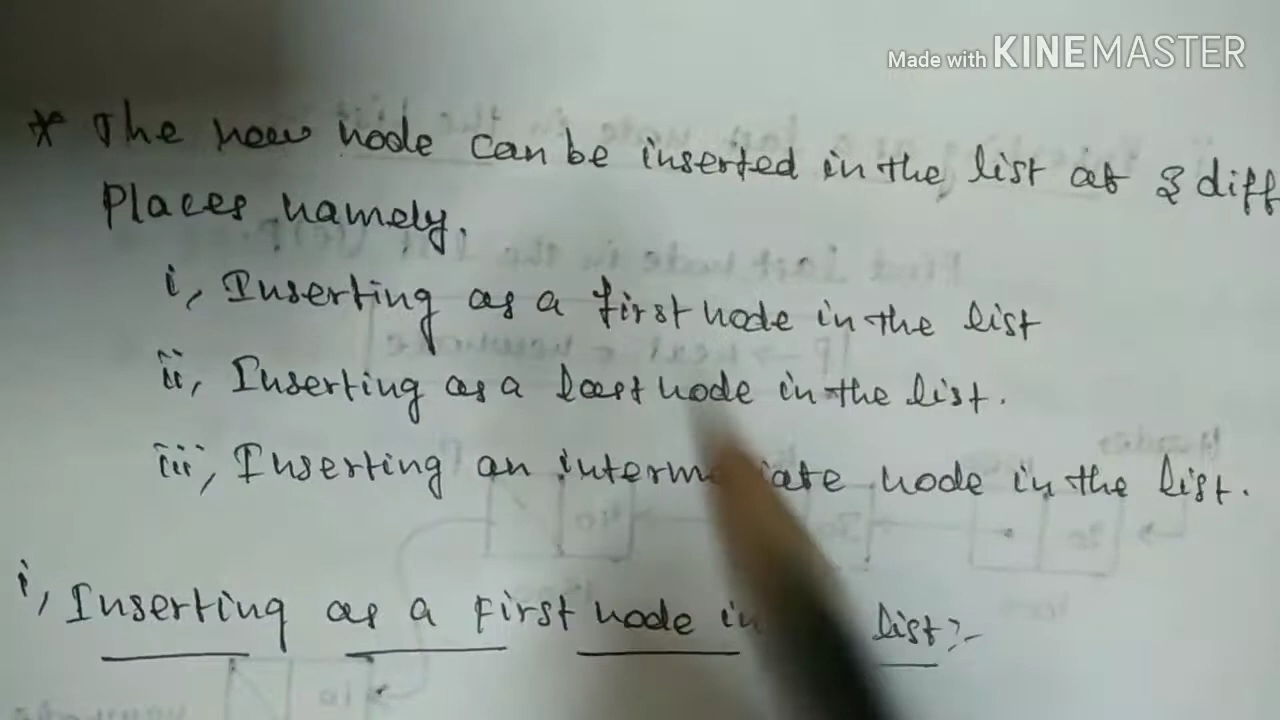 Made with KINEMASTER
* The new node can be inserted in the list at 3 diff
Places namely.
i, Inserting as a first node in the list
ii, Inserting as a last node in the list.
iii, Inserting an intermediate node in the list.
i, Inserting as a First node in list:-